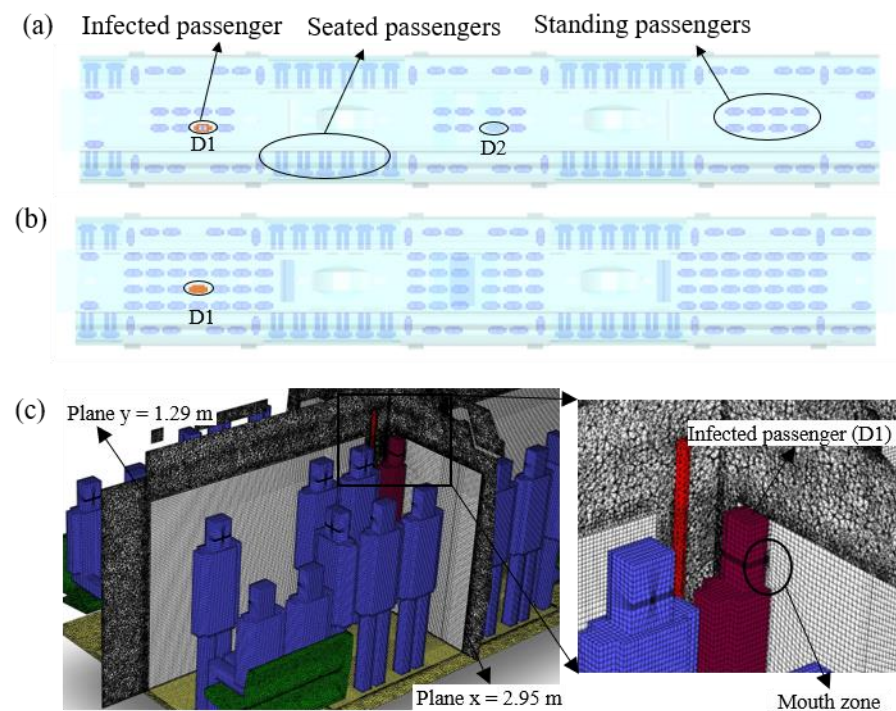 (a)
Infected passenger
Seated passengers
Standing passengers
D1
D2
(b)
D1
(c)
Plane y = 1.29 m
Plane x = 2.95 m
Infected passenger (D1)
Mouth zone